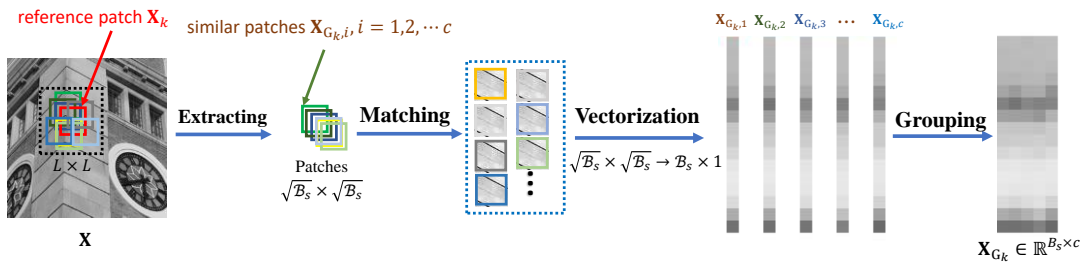 reference patch X_k
similar patches X_{G_k,i}, i = 1,2, ⋯ c
X_{G_k,1} X_{G_k,2} X_{G_k,3} ⋯ X_{G_k,c}
Extracting
Matching
Vectorization
Grouping
L × L
Patches
√B_s × √B_s
√B_s × √B_s → B_s × 1
X
X_{G_k} ∈ ℝ^{B_s×c}